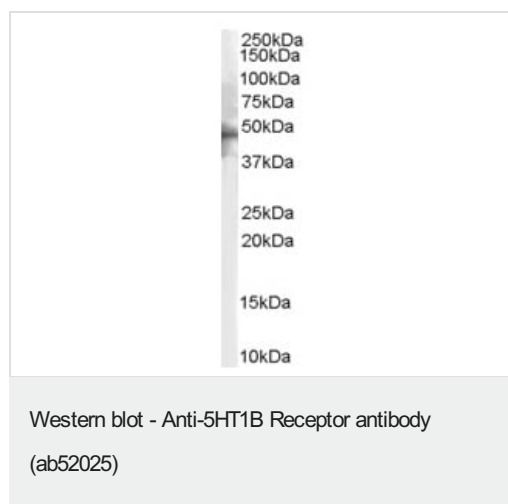 250kDa
150kDa
100kDa
75kDa
50kDa
37kDa
25kDa
20kDa
15kDa
10kDa
Western blot - Anti-5HT1B Receptor antibody
(ab52025)